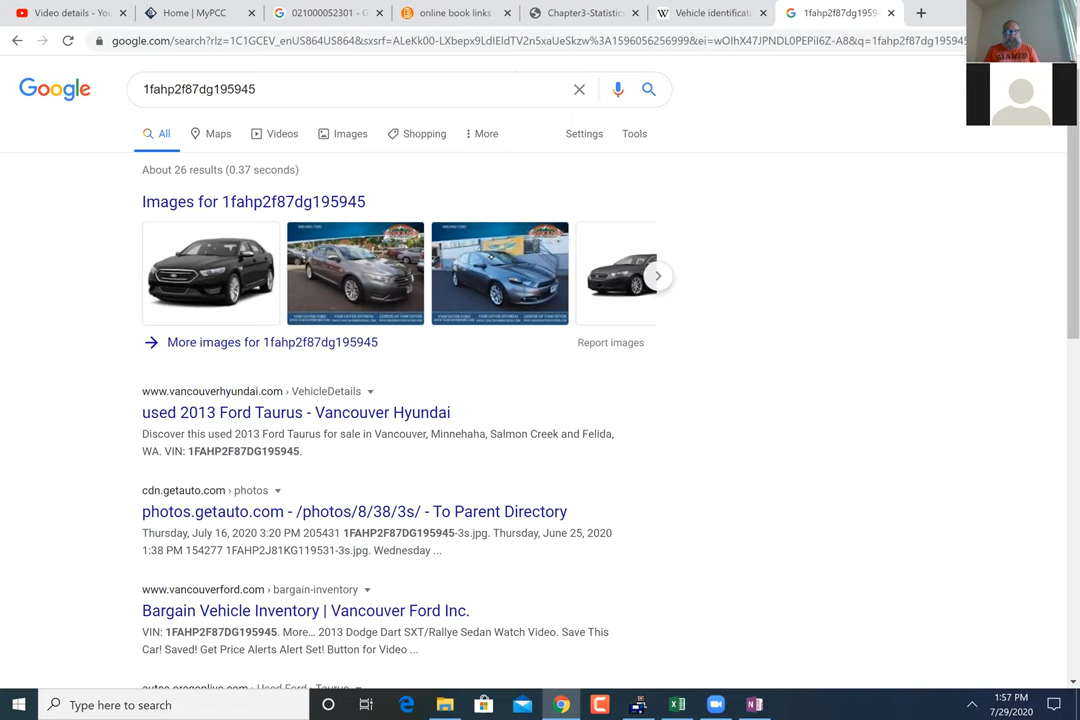 Video details - You
Home | MyPCC
021000052301 - G
online book links
Chapter3-Statistics
Vehicle identificati
1fahp2f87dg1959
google.com/search?rlz=1C1GCEV_enUS864US864&sxsrf=ALeKk00-LXbepx9LdIEldTV2n5xaUeSkzw%3A1596056256999&ei=wOIhX47JPNDL0PEPiI6Z-A8&q=1fahp2f87dg195945
Google
1fahp2f87dg195945
All
Maps
Videos
Images
Shopping
More
Settings
Tools
About 26 results (0.37 seconds)
Images for 1fahp2f87dg195945
More images for 1fahp2f87dg195945
Report images
www.vancouverhyundai.com › VehicleDetails
used 2013 Ford Taurus - Vancouver Hyundai
Discover this used 2013 Ford Taurus for sale in Vancouver, Minnehaha, Salmon Creek and Felida,
WA. VIN: 1FAHP2F87DG195945.
cdn.getauto.com › photos
photos.getauto.com - /photos/8/38/3s/ - To Parent Directory
Thursday, July 16, 2020 3:20 PM 205431 1FAHP2F87DG195945-3s.jpg. Thursday, June 25, 2020
1:38 PM 154277 1FAHP2J81KG119531-3s.jpg. Wednesday ...
www.vancouverford.com › bargain-inventory
Bargain Vehicle Inventory | Vancouver Ford Inc.
VIN: 1FAHP2F87DG195945. More... 2013 Dodge Dart SXT/Rallye Sedan Watch Video. Save This
Car! Saved! Get Price Alerts Alert Set! Button for Video ...
autos.oregonlive.com › Used Ford › Taurus
Type here to search
1:57 PM
7/29/2020